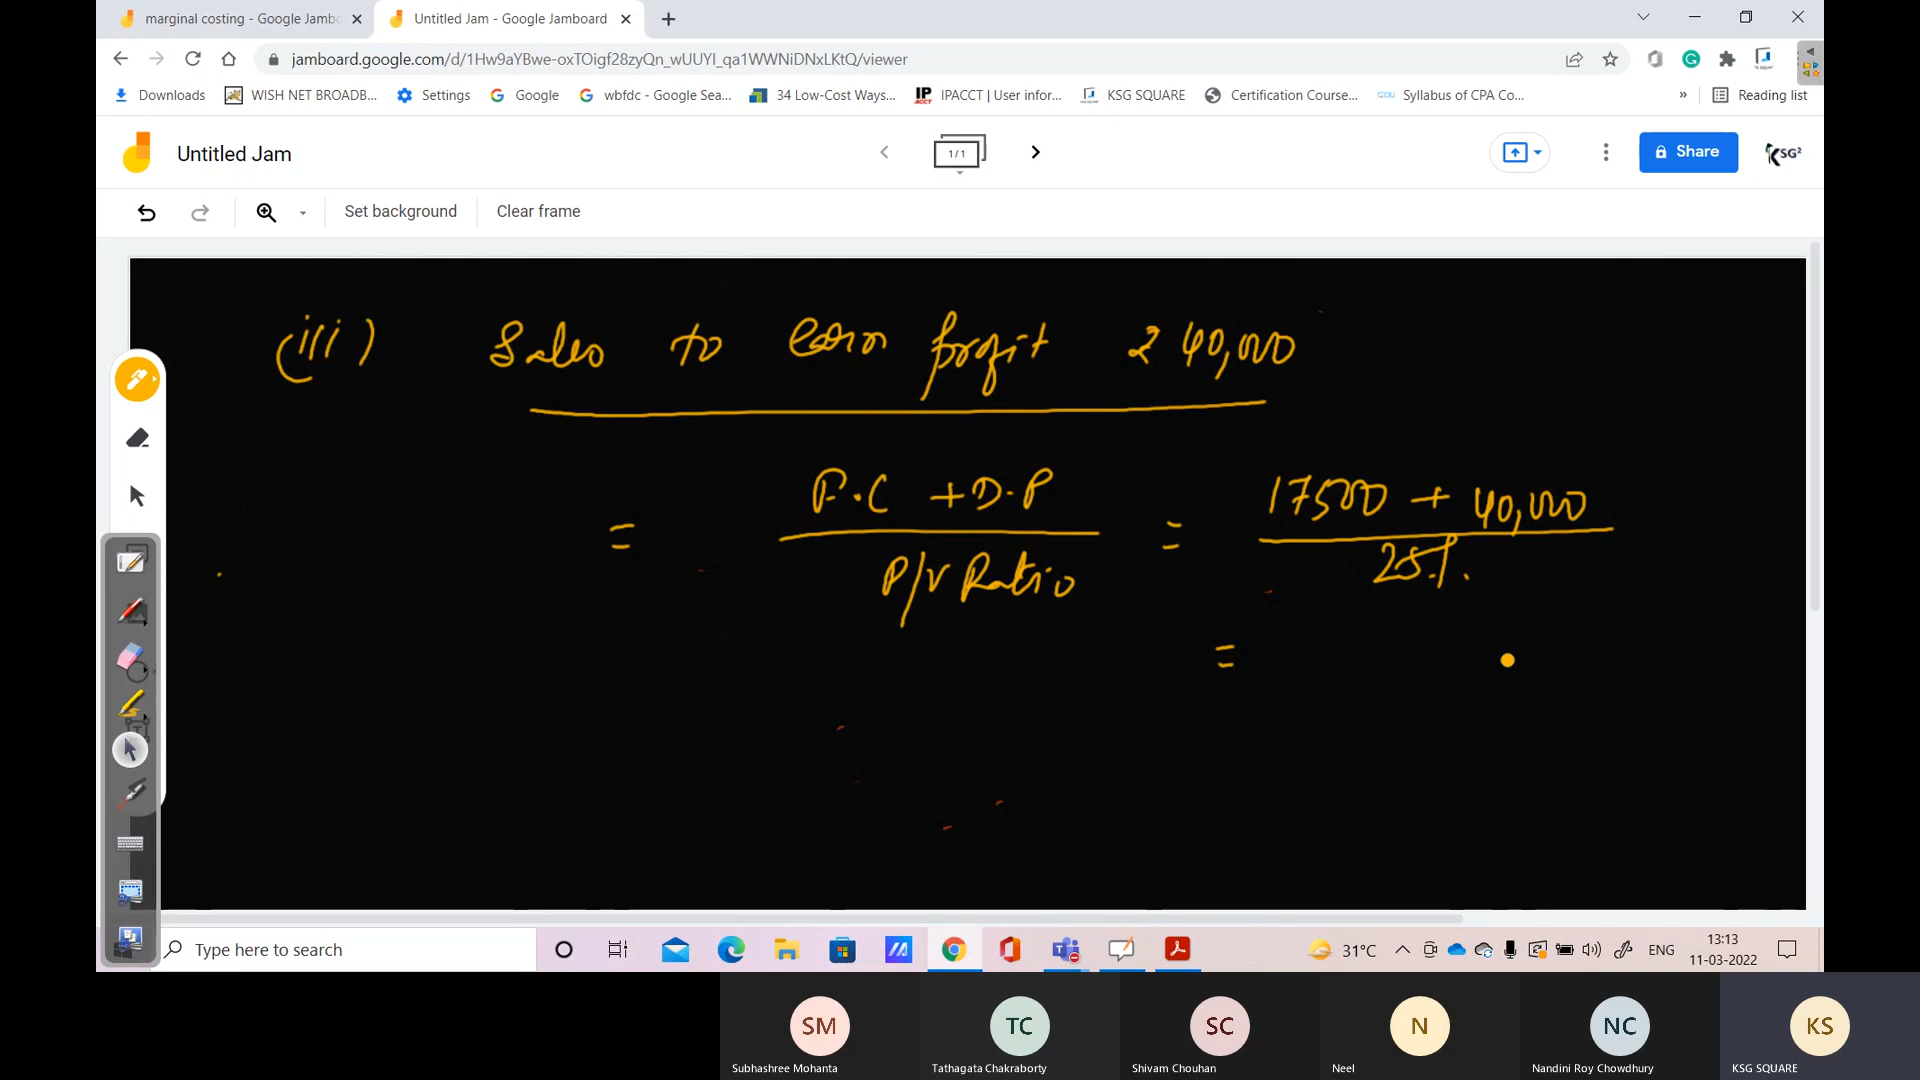 marginal costing - Google Jambo
Untitled Jam - Google Jamboard
jamboard.google.com/d/1Hw9aYBwe-oxTOigf28zyQn_wUUYI_qa1WWNiDNxLKtQ/viewer
Downloads
WISH NET BROADB...
Settings
Google
wbfdc - Google Sea...
34 Low-Cost Ways...
IPACCT | User infor...
KSG SQUARE
Certification Course...
Syllabus of CPA Co...
»
Reading list
Untitled Jam
1/1
Share
KSG²
Set background
Clear frame
(iii) Sales to earn profit ₹ 40,000
= F.C + D.P = 17500 + 40,000
P/V Ratio 25%.
=
Type here to search
31°C
ENG
13:13
11-03-2022
SM
TC
SC
N
NC
KS
Subhashree Mohanta
Tathagata Chakraborty
Shivam Chouhan
Neel
Nandini Roy Chowdhury
KSG SQUARE